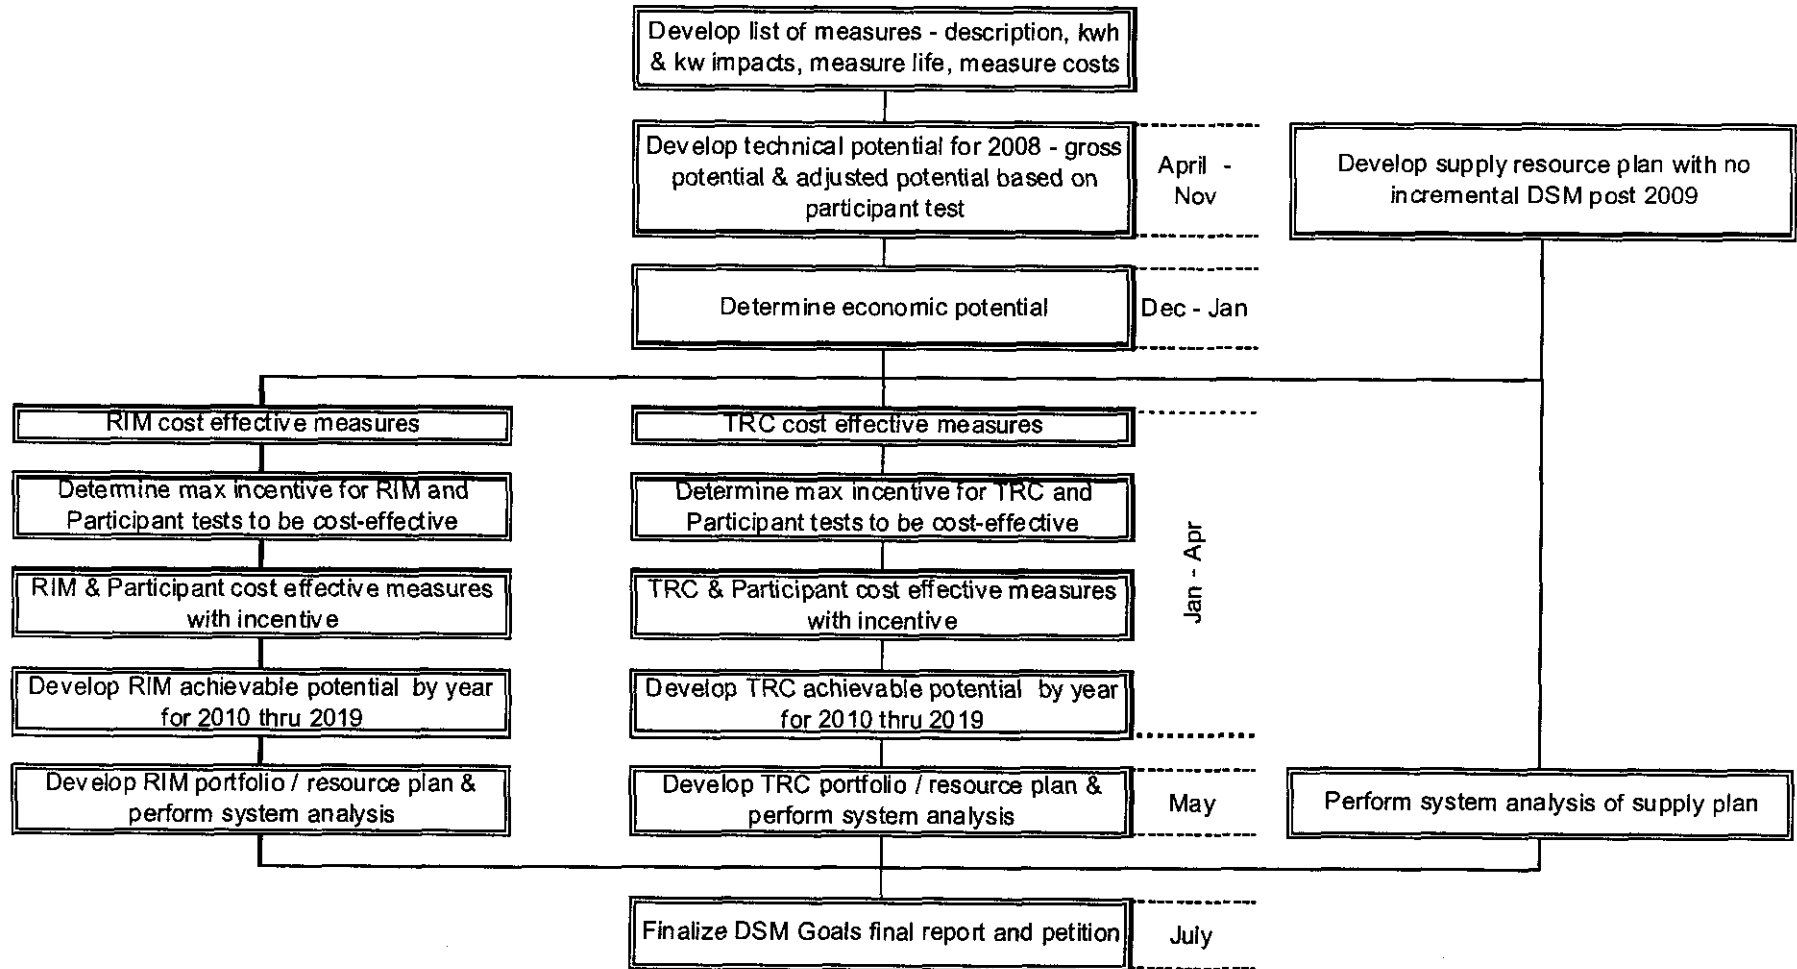 Develop list of measures - description, kwh
& kw impacts, measure life, measure costs
Develop technical potential for 2008 - gross
potential & adjusted potential based on
participant test
April -
Nov
Develop supply resource plan with no
incremental DSM post 2009
Determine economic potential
Dec - Jan
RIM cost effective measures
TRC cost effective measures
Determine max incentive for RIM and
Participant tests to be cost-effective
Determine max incentive for TRC and
Participant tests to be cost-effective
Jan - Apr
RIM & Participant cost effective measures
with incentive
TRC & Participant cost effective measures
with incentive
Develop RIM achievable potential by year
for 2010 thru 2019
Develop TRC achievable potential by year
for 2010 thru 2019
Develop RIM portfolio / resource plan &
perform system analysis
Develop TRC portfolio / resource plan &
perform system analysis
May
Perform system analysis of supply plan
Finalize DSM Goals final report and petition
July